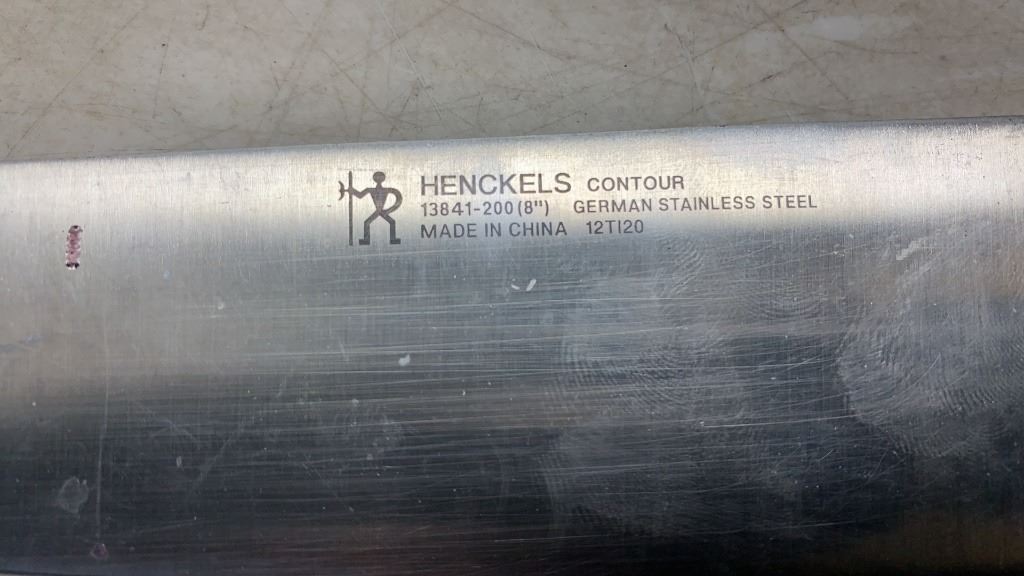 HENCKELS CONTOUR
13841-200 (8") GERMAN STAINLESS STEEL
MADE IN CHINA 12TI20